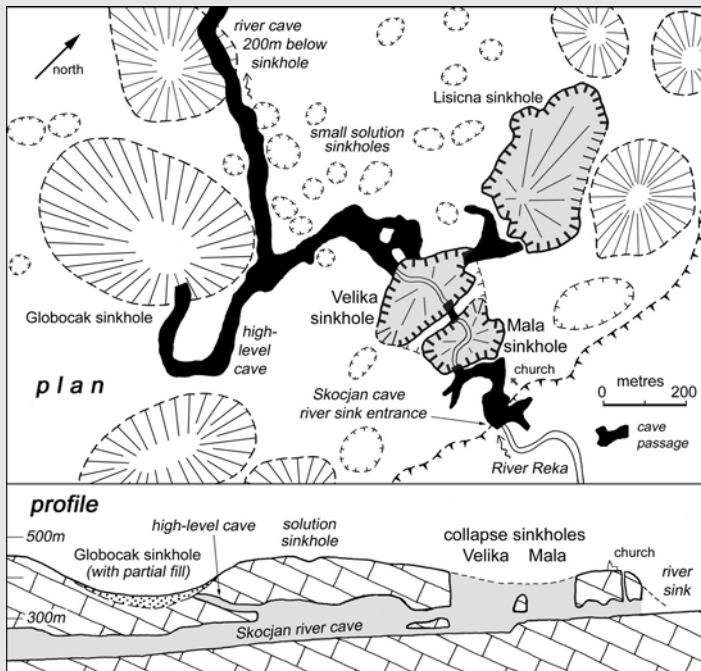 river cave
200m below
sinkhole
north
Lisicna sinkhole
small solution
sinkholes
Velika
sinkhole
Globocak sinkhole
high-
level
cave
Mala
sinkhole
plan
church
0 metres 200
Skocjan cave
river sink entrance
cave
passage
River Reka
profile
500m
high-level cave
solution
sinkhole
collapse sinkholes
Globocak sinkhole
(with partial fill)
Velika Mala
church
river
sink
300m
Skocjan river cave